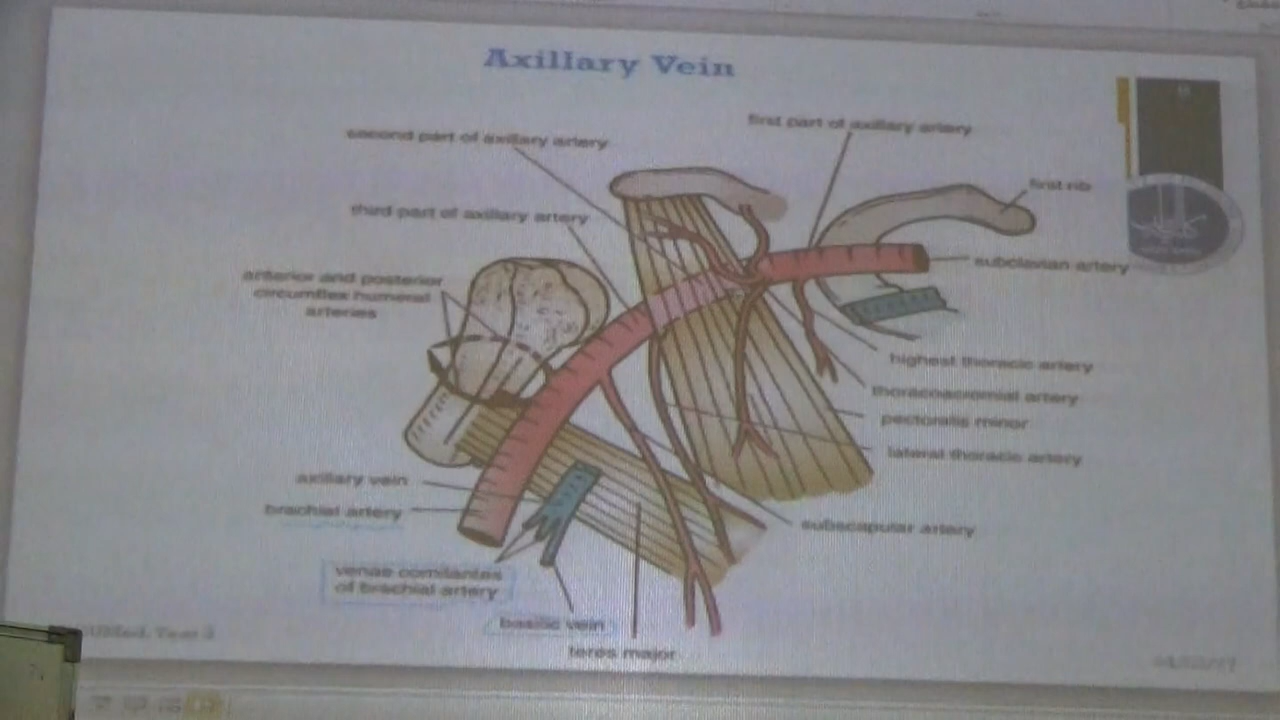 Axillary Vein
first part of axillary artery
second part of axillary artery
first rib
third part of axillary artery
subclavian artery
anterior and posterior
circumflex humeral
arteries
highest thoracic artery
thoracoacromial artery
pectoralis minor
lateral thoracic artery
axillary vein
brachial artery
subscapular artery
venae comitantes
of brachial artery
basilic vein
teres major